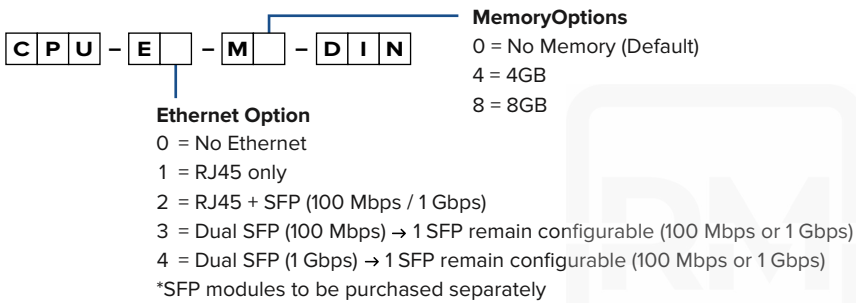 MemoryOptions
CPU – E – M – DIN
0 = No Memory (Default)
4 = 4GB
8 = 8GB
Ethernet Option
0 = No Ethernet
1 = RJ45 only
2 = RJ45 + SFP (100 Mbps / 1 Gbps)
3 = Dual SFP (100 Mbps) → 1 SFP remain configurable (100 Mbps or 1 Gbps)
4 = Dual SFP (1 Gbps) → 1 SFP remain configurable (100 Mbps or 1 Gbps)
*SFP modules to be purchased separately
RM